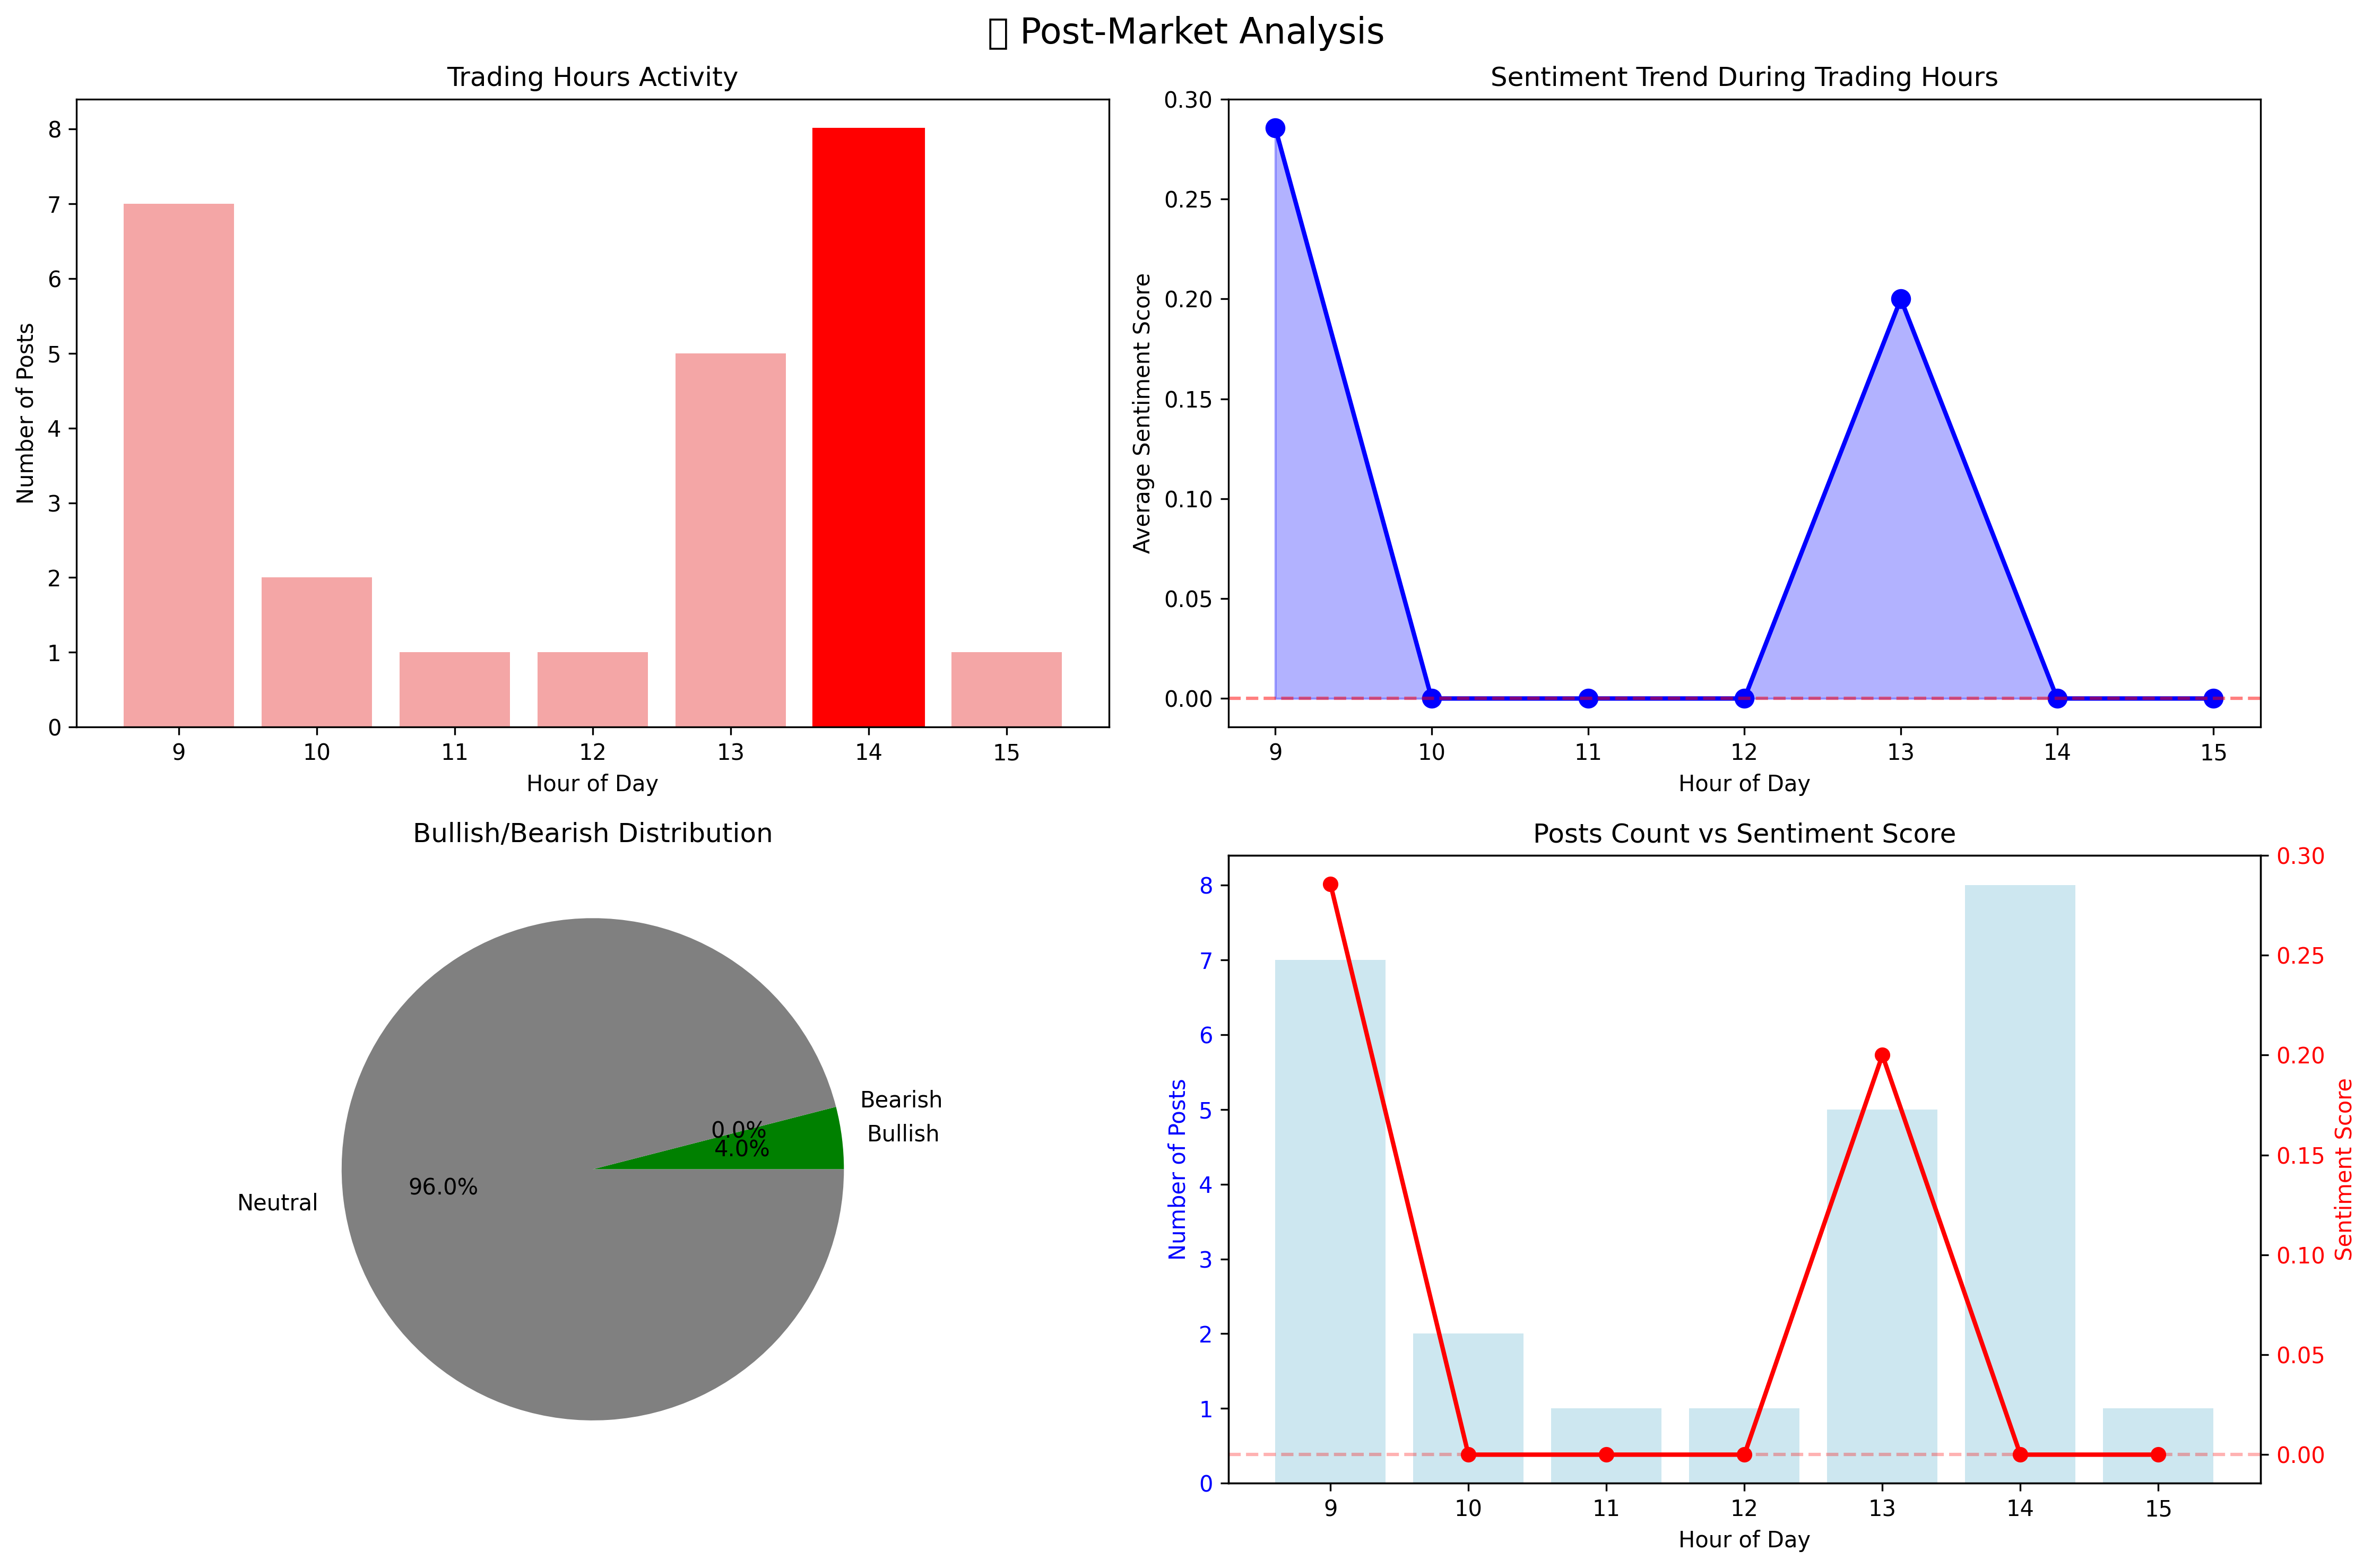 ▯ Post-Market Analysis
Trading Hours Activity
Number of Posts
8
7
6
5
4
3
2
1
0
9 10 11 12 13 14 15
Hour of Day
Sentiment Trend During Trading Hours
Average Sentiment Score
0.30
0.25
0.20
0.15
0.10
0.05
0.00
9 10 11 12 13 14 15
Hour of Day
Bullish/Bearish Distribution
Bearish
0.0%
Bullish
4.0%
96.0%
Neutral
Posts Count vs Sentiment Score
Number of Posts
8
7
6
5
4
3
2
1
0
0.30
0.25
0.20
0.15
0.10
0.05
0.00
Sentiment Score
9 10 11 12 13 14 15
Hour of Day